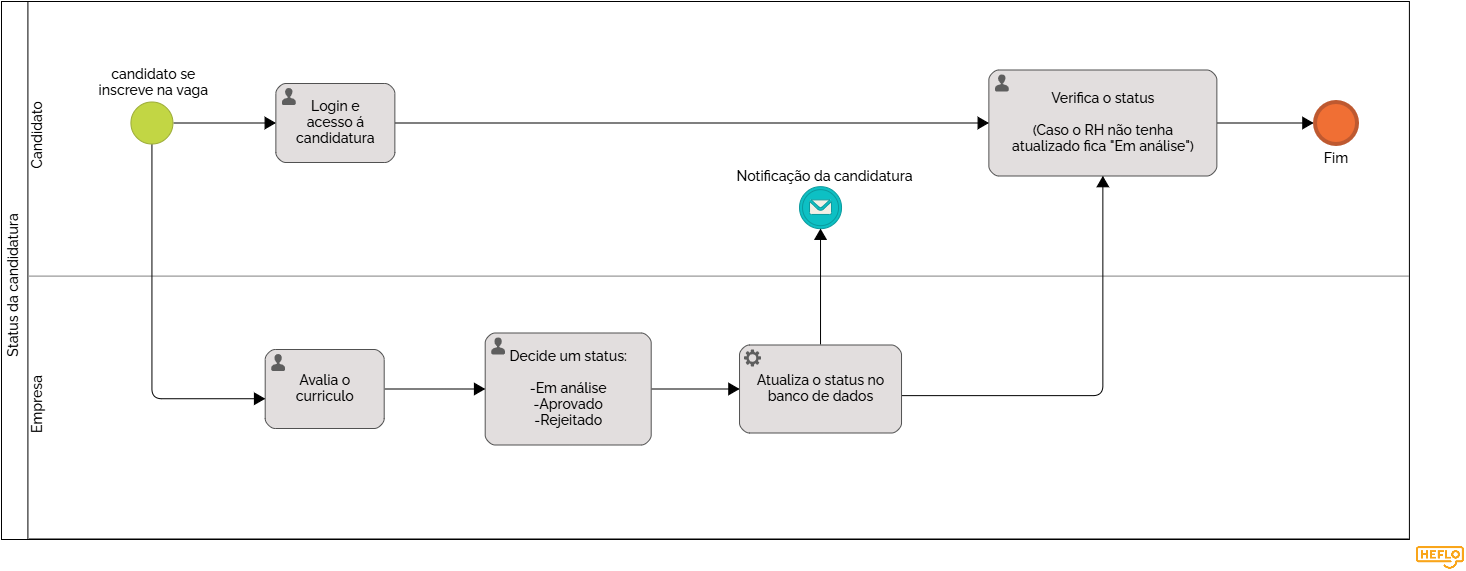 Status da candidatura
Candidato
candidato se
inscreve na vaga
Login e
acesso á
candidatura
Notificação da candidatura
Verifica o status
(Caso o RH não tenha
atualizado fica "Em análise")
Fim
Empresa
Avalia o
curriculo
Decide um status:
-Em análise
-Aprovado
-Rejeitado
Atualiza o status no
banco de dados
HEFLO